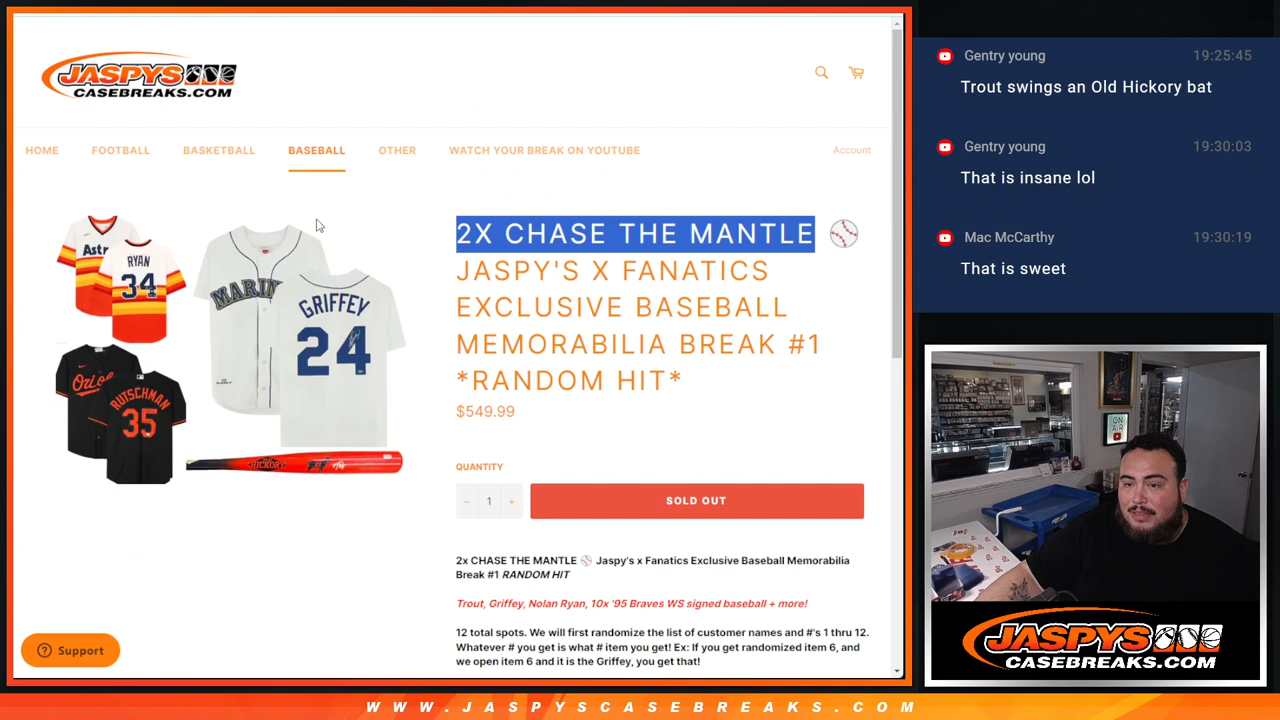 JASPYS
CASEBREAKS.COM
HOME
FOOTBALL
BASKETBALL
BASEBALL
OTHER
WATCH YOUR BREAK ON YOUTUBE
Account
Astr
RYAN
34
MARIN
GRIFFEY
24
Oriol
RUTSCHMAN
35
HICKORY
2X CHASE THE MANTLE
JASPY'S X FANATICS
EXCLUSIVE BASEBALL
MEMORABILIA BREAK #1
*RANDOM HIT*
$549.99
QUANTITY
− 1 +
SOLD OUT
2x CHASE THE MANTLE ⚾ Jaspy's x Fanatics Exclusive Baseball Memorabilia
Break #1 RANDOM HIT
Trout, Griffey, Nolan Ryan, 10x '95 Braves WS signed baseball + more!
12 total spots. We will first randomize the list of customer names and #'s 1 thru 12.
Whatever # you get is what # item you get! Ex: If you get randomized item 6, and
we open item 6 and it is the Griffey, you get that!
Support
Gentry young 19:25:45
Trout swings an Old Hickory bat
Gentry young 19:30:03
That is insane lol
Mac McCarthy 19:30:19
That is sweet
ON
AIR
JASPYS
CASEBREAKS.COM
WWW.JASPYSCASEBREAKS.COM